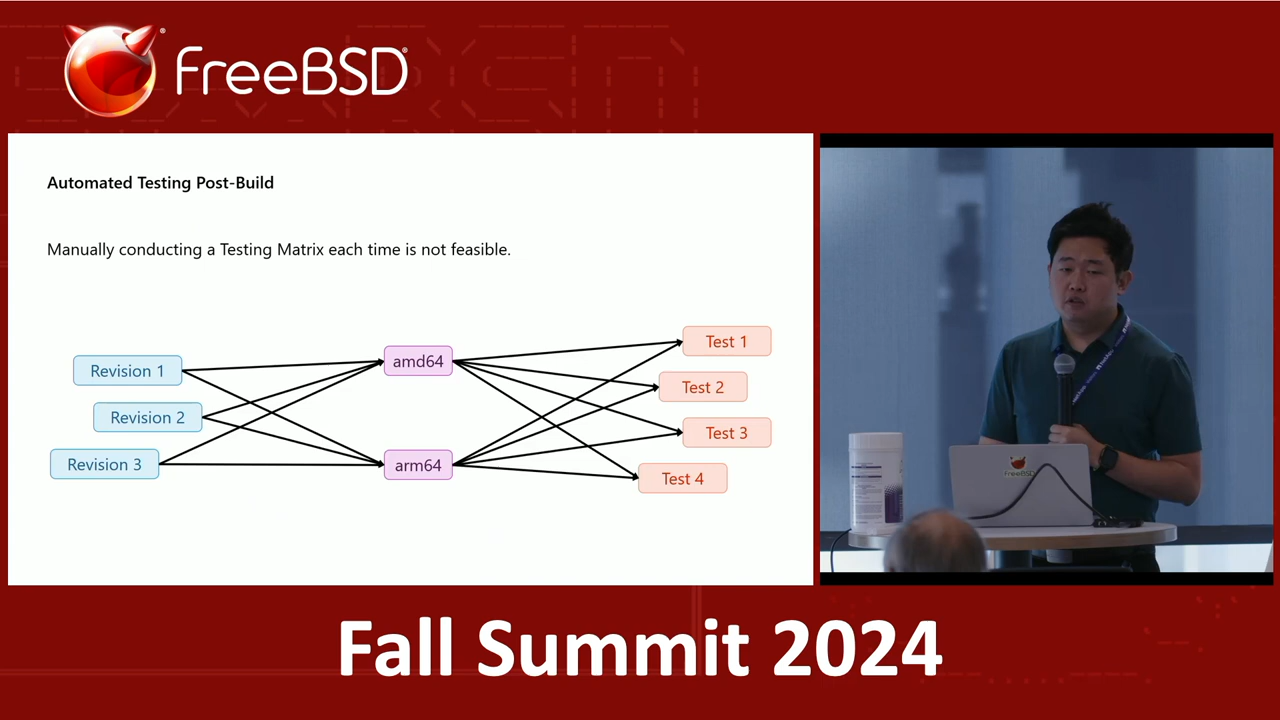 FreeBSD®
Automated Testing Post-Build
Manually conducting a Testing Matrix each time is not feasible.
Revision 1
Revision 2
Revision 3
amd64
arm64
Test 1
Test 2
Test 3
Test 4
FreeBSD
Fall Summit 2024